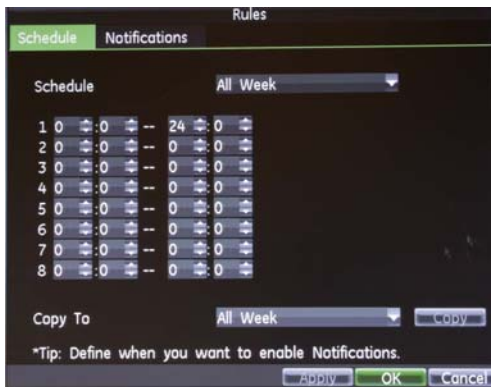 Rules
Schedule Notifications
Schedule All Week
1 0 :0 -- 24 :0
2 0 :0 -- 0 :0
3 0 :0 -- 0 :0
4 0 :0 -- 0 :0
5 0 :0 -- 0 :0
6 0 :0 -- 0 :0
7 0 :0 -- 0 :0
8 0 :0 -- 0 :0
Copy To All Week Copy
*Tip: Define when you want to enable Notifications.
Apply OK Cancel